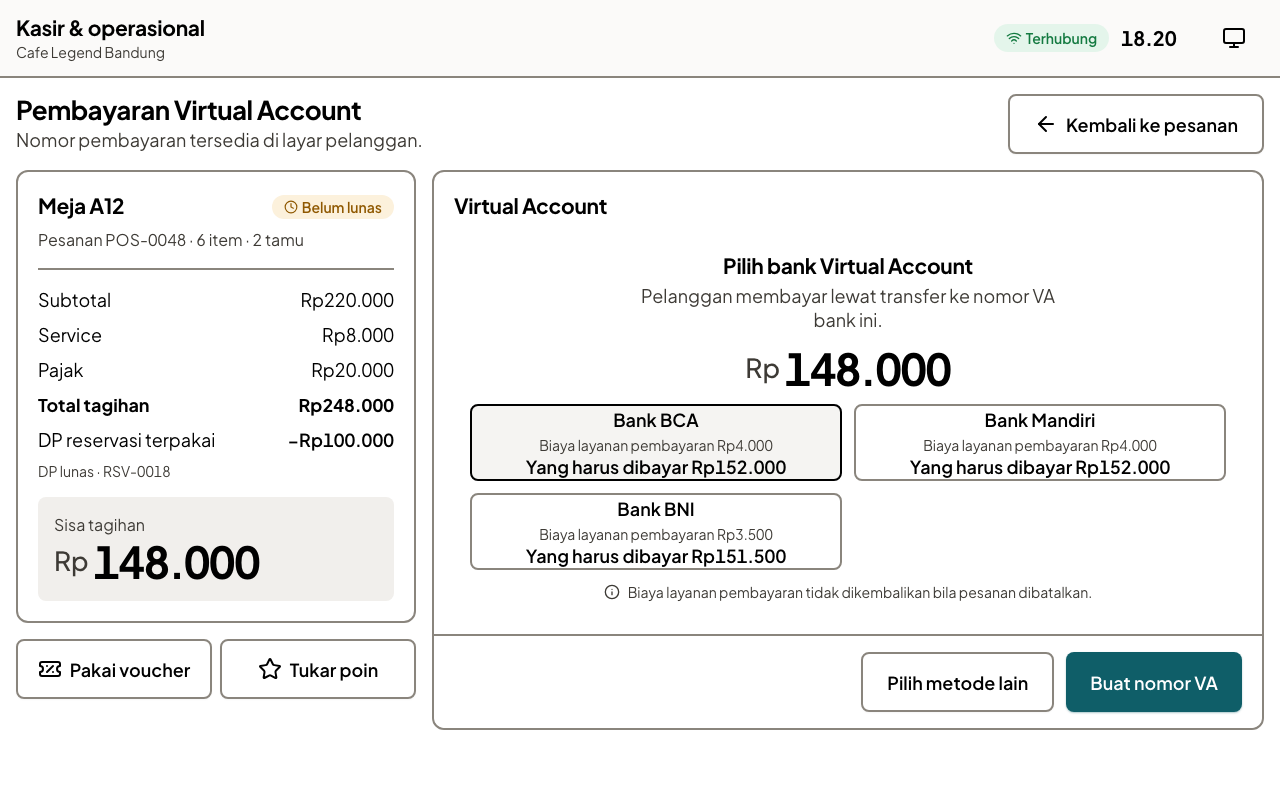 Kasir & operasional
Cafe Legend Bandung
Terhubung
18.20
Pembayaran Virtual Account
Nomor pembayaran tersedia di layar pelanggan.
Kembali ke pesanan
Meja A12
Belum lunas
Pesanan POS-0048 · 6 item · 2 tamu
Subtotal Rp220.000
Service Rp8.000
Pajak Rp20.000
Total tagihan Rp248.000
DP reservasi terpakai −Rp100.000
DP lunas · RSV-0018
Sisa tagihan
Rp 148.000
Pakai voucher
Tukar poin
Virtual Account
Pilih bank Virtual Account
Pelanggan membayar lewat transfer ke nomor VA
bank ini.
Rp 148.000
Bank BCA
Biaya layanan pembayaran Rp4.000
Yang harus dibayar Rp152.000
Bank Mandiri
Biaya layanan pembayaran Rp4.000
Yang harus dibayar Rp152.000
Bank BNI
Biaya layanan pembayaran Rp3.500
Yang harus dibayar Rp151.500
Biaya layanan pembayaran tidak dikembalikan bila pesanan dibatalkan.
Pilih metode lain
Buat nomor VA